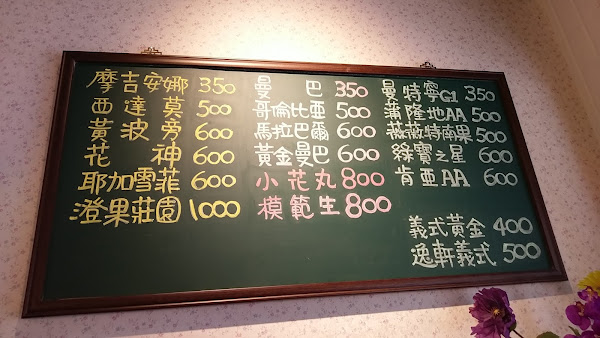 摩吉安娜 350
西達莫 500
黃波旁 600
花神 600
耶加雪菲 600
澄果莊園 1000
曼巴 350
哥倫比亞 500
馬拉巴爾 600
黃金曼巴 600
小花丸 800
模範生 800
曼特寧G1 350
蒲隆地AA 500
薇薇特南果 500
綠寶之星 600
肯亞AA 600
義式黃金 400
逸軒義式 500